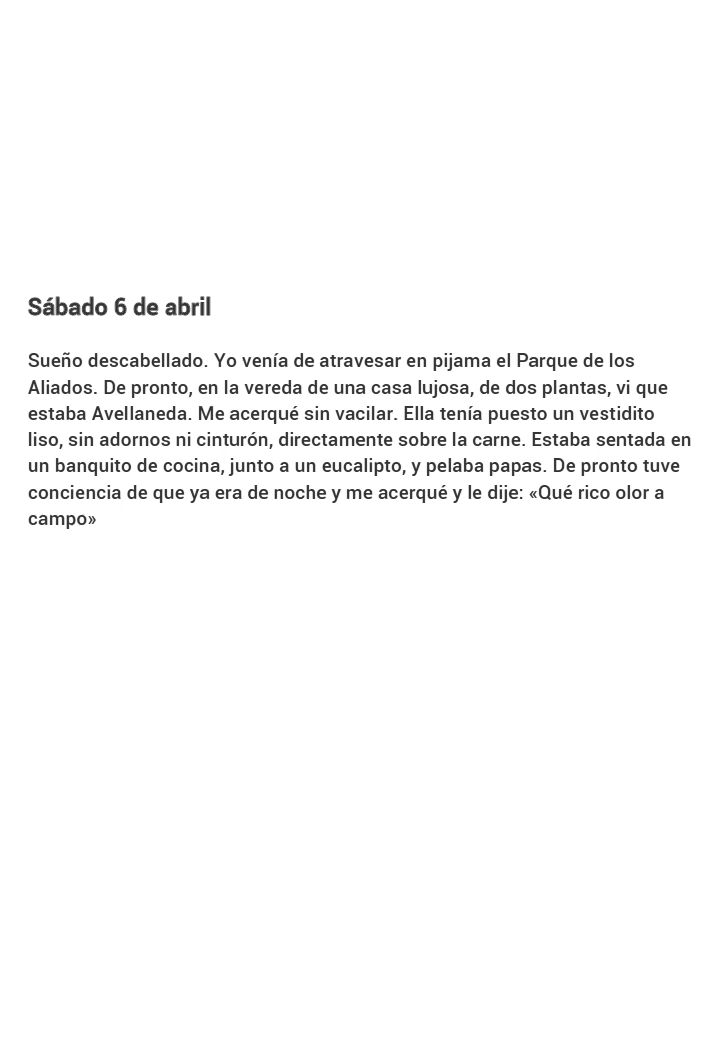 Sábado 6 de abril
Sueño descabellado. Yo venía de atravesar en pijama el Parque de los
Aliados. De pronto, en la vereda de una casa lujosa, de dos plantas, vi que
estaba Avellaneda. Me acerqué sin vacilar. Ella tenía puesto un vestidito
liso, sin adornos ni cinturón, directamente sobre la carne. Estaba sentada en
un banquito de cocina, junto a un eucalipto, y pelaba papas. De pronto tuve
conciencia de que ya era de noche y me acerqué y le dije: «Qué rico olor a
campo»